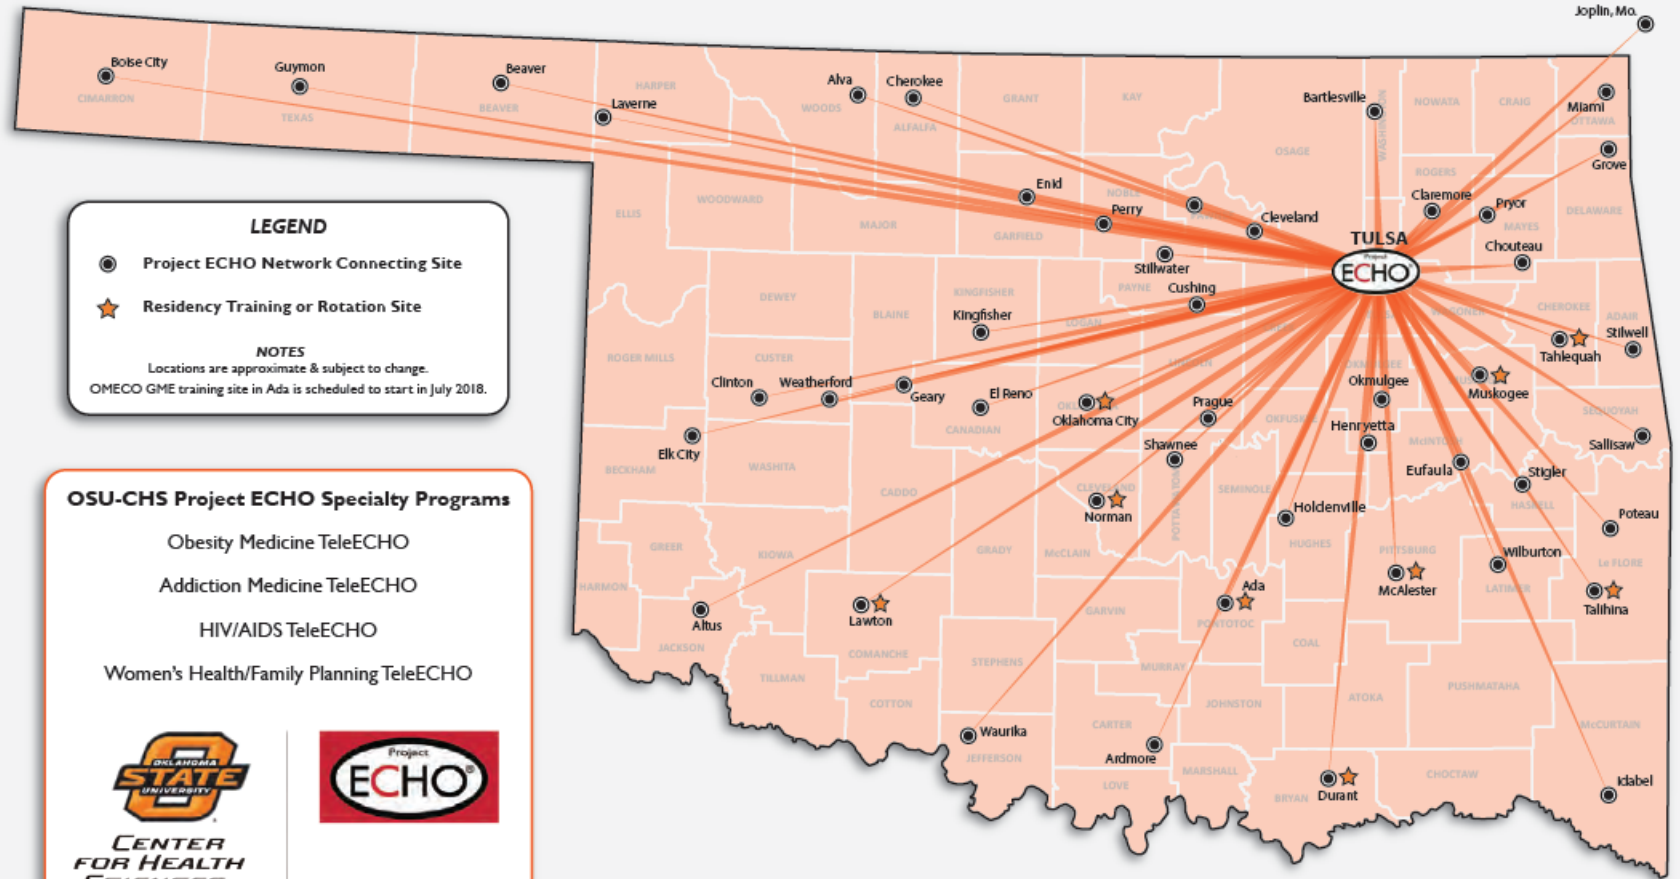 Joplin, Mo.
Boise City
Guymon
Beaver
Laverne
Alva
Cherokee
Bartlesville
Miami
Grove
CIMARRON
TEXAS
BEAVER
HARPER
WOODS
ALFALFA
GRANT
KAY
OSAGE
WASHINGTON
NOWATA
CRAIG
OTTAWA
ROGERS
Enid
Perry
Cleveland
Claremore
Pryor
MAYES
DELAWARE
ELLIS
WOODWARD
MAJOR
GARFIELD
NOBLE
TULSA
Project
ECHO®
Chouteau
Stillwater
Cushing
PAYNE
Kingfisher
KINGFISHER
LOGAN
DEWEY
BLAINE
WAGONER
CHEROKEE
ADAIR
Stilwell
Tahlequah
LEGEND
Project ECHO Network Connecting Site
Residency Training or Rotation Site
NOTES
Locations are approximate & subject to change.
OMECO GME training site in Ada is scheduled to start in July 2018.
ROGER MILLS
CUSTER
LINCOLN
Clinton
Weatherford
Geary
El Reno
Oklahoma City
Prague
Okmulgee
Muskogee
CANADIAN
OKFUSKEE
SEQUOYAH
Elk City
Shawnee
Henryetta
McINTOSH
Eufaula
Stigler
Sallisaw
BECKHAM
WASHITA
CADDO
CLEVELAND
Norman
POTTAWATOMIE
SEMINOLE
Holdenville
HASKELL
Poteau
GREER
KIOWA
GRADY
McCLAIN
HUGHES
PITTSBURG
Wilburton
LATIMER
Le FLORE
HARMON
Altus
Lawton
Ada
McAlester
Talihina
GARVIN
PONTOTOC
JACKSON
COMANCHE
STEPHENS
COAL
TILLMAN
COTTON
MURRAY
JOHNSTON
ATOKA
PUSHMATAHA
McCURTAIN
Waurika
JEFFERSON
CARTER
Ardmore
LOVE
MARSHALL
BRYAN
Durant
CHOCTAW
Idabel
OSU-CHS Project ECHO Specialty Programs
Obesity Medicine TeleECHO
Addiction Medicine TeleECHO
HIV/AIDS TeleECHO
Women's Health/Family Planning TeleECHO
OKLAHOMA
STATE
UNIVERSITY
Project
ECHO®
CENTER
FOR HEALTH